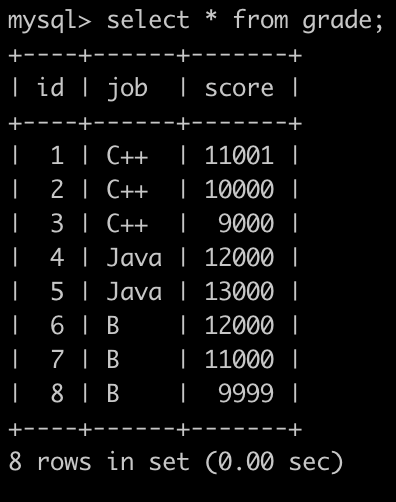 mysql> select * from grade;
+----+------+-------+
| id | job  | score |
+----+------+-------+
|  1 | C++  | 11001 |
|  2 | C++  | 10000 |
|  3 | C++  |  9000 |
|  4 | Java | 12000 |
|  5 | Java | 13000 |
|  6 | B    | 12000 |
|  7 | B    | 11000 |
|  8 | B    |  9999 |
+----+------+-------+
8 rows in set (0.00 sec)